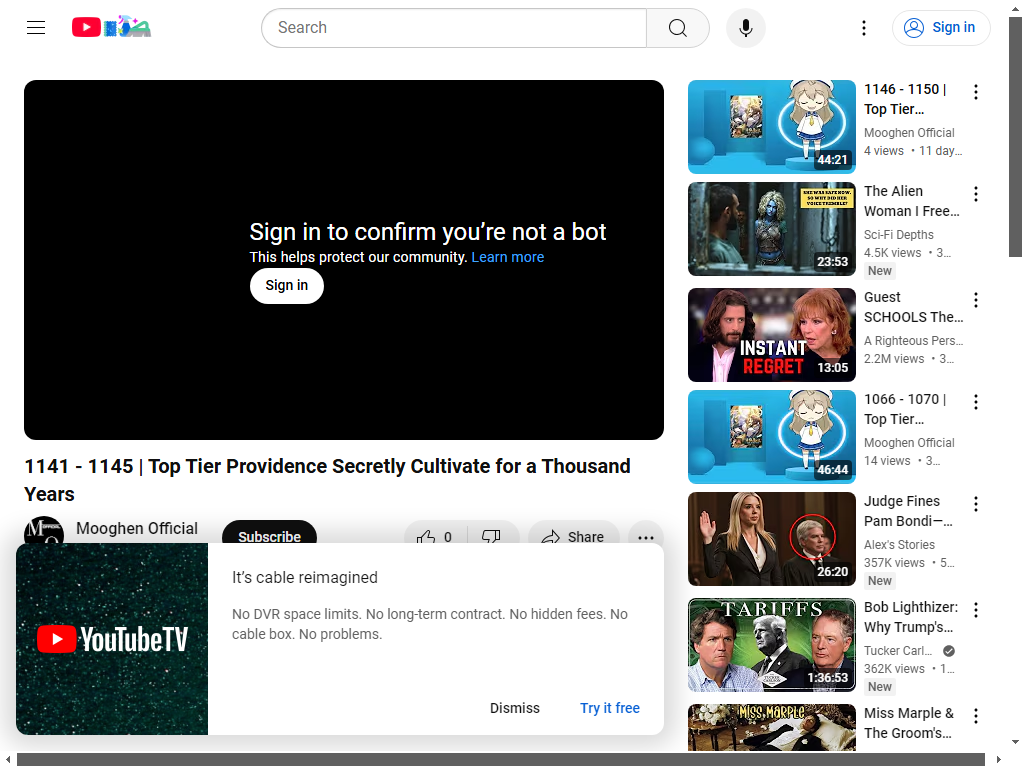 Search
Sign in
Sign in to confirm you're not a bot
This helps protect our community. Learn more
Sign in
1141 - 1145 | Top Tier Providence Secretly Cultivate for a Thousand
Years
Mooghen Official
Subscribe
0
Share
YouTubeTV
It's cable reimagined
No DVR space limits. No long-term contract. No hidden fees. No
cable box. No problems.
Dismiss
Try it free
44:21
1146 - 1150 |
Top Tier…
Mooghen Official
4 views • 11 day…
SHE WAS SAFE NOW.
SO WHY DID HER
VOICE TREMBLE?
23:53
The Alien
Woman I Free…
Sci-Fi Depths
4.5K views • 3…
New
INSTANT
REGRET
13:05
Guest
SCHOOLS The…
A Righteous Pers…
2.2M views • 3…
46:44
1066 - 1070 |
Top Tier…
Mooghen Official
14 views • 3…
26:20
Judge Fines
Pam Bondi—…
Alex's Stories
357K views • 5…
New
TARIFFS
1:36:53
Bob Lighthizer:
Why Trump's…
Tucker Carl…
362K views • 1…
New
MISS MARPLE
Miss Marple &
The Groom's…